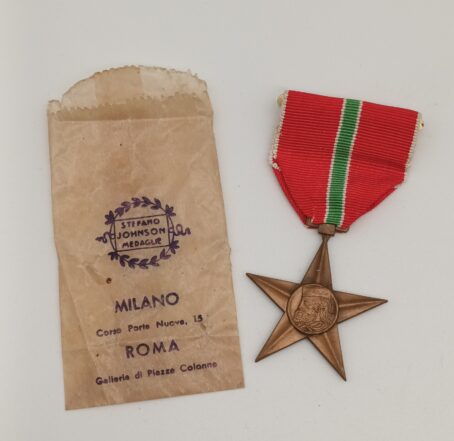 STEFANO
JOHNSON
MEDAGLIE
MILANO
Corso Porta Nuova, 15
ROMA
Galleria di Piazza Colonna